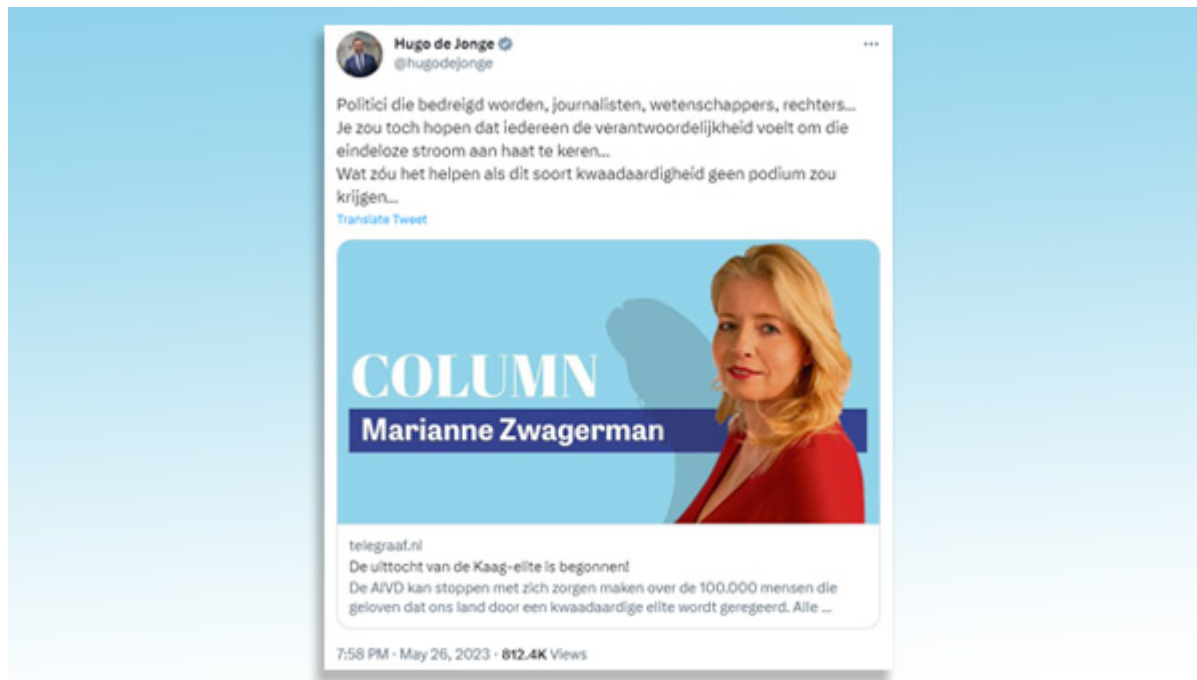 Hugo de Jonge
@hugodejonge
Politici die bedreigd worden, journalisten, wetenschappers, rechters...
Je zou toch hopen dat iedereen de verantwoordelijkheid voelt om die
eindeloze stroom aan haat te keren...
Wat zóu het helpen als dit soort kwaadaardigheid geen podium zou
krijgen...
Translate Tweet
COLUMN
Marianne Zwagerman
telegraaf.nl
De uittocht van de Kaag-elite is begonnen!
De AIVD kan stoppen met zich zorgen maken over de 100.000 mensen die
geloven dat ons land door een kwaadaardige elite wordt geregeerd. Alle ...
7:58 PM · May 26, 2023 · 812.4K Views